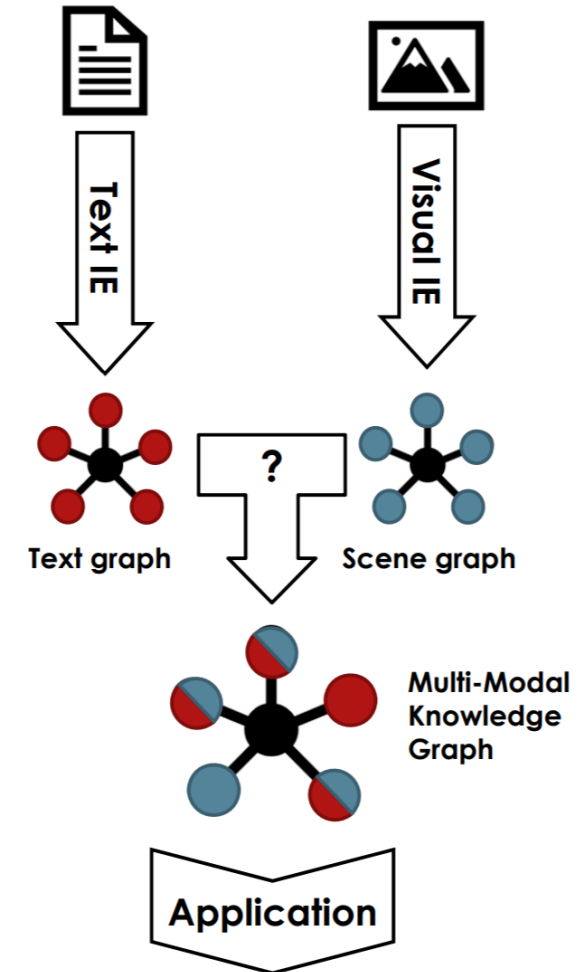 Text IE
Visual IE
?
Text graph
Scene graph
Multi-Modal
Knowledge
Graph
Application